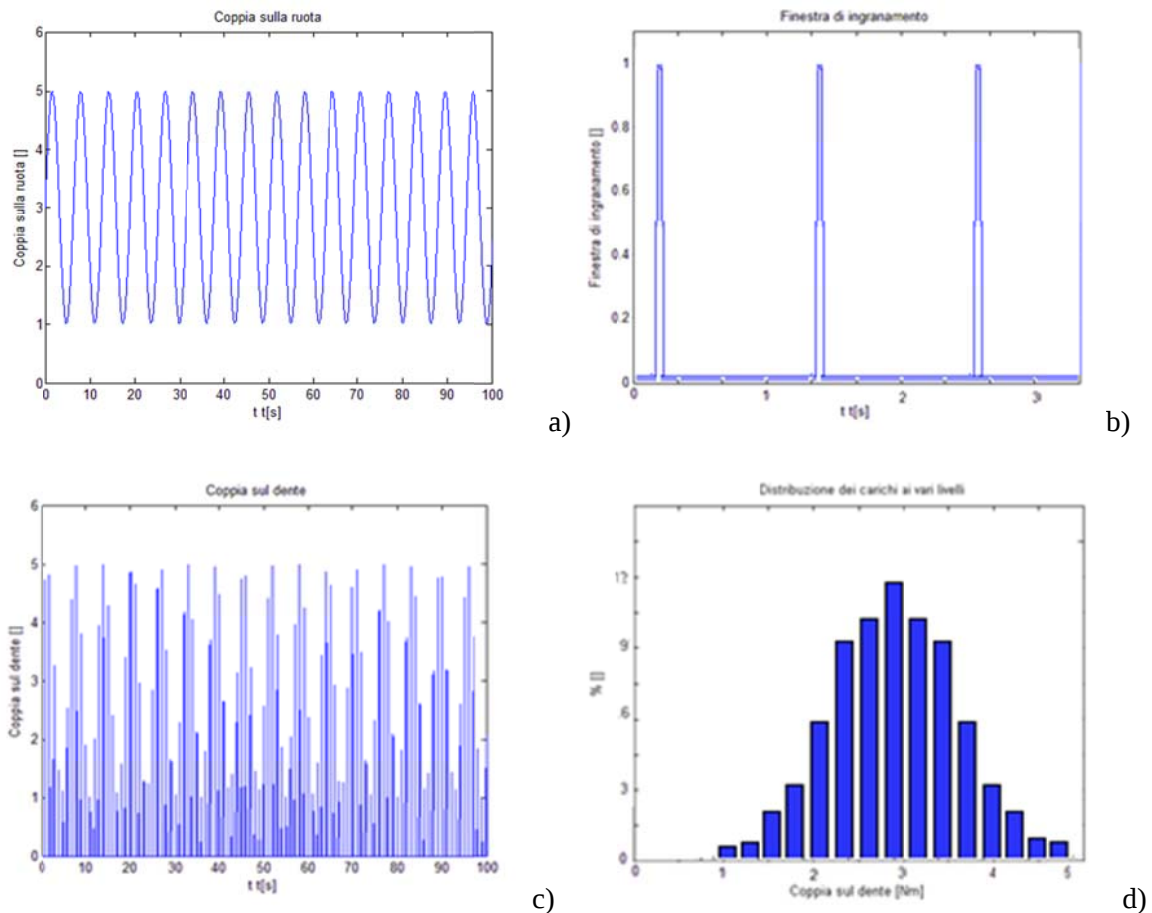 Coppia sulla ruota
Coppia sulla ruota []
6
5
4
3
2
1
0
0 10 20 30 40 50 60 70 80 90 100
t t[s]
a)
Finestra di ingranamento
Finestra di ingranamento []
1
0.8
0.6
0.4
0.2
0
0 1 2 3
t t[s]
b)
Coppia sul dente
Coppia sul dente []
6
5
4
3
2
1
0
0 10 20 30 40 50 60 70 80 90 100
t t[s]
c)
Distribuzione dei carichi ai vari livelli
% []
12
9
6
3
0
0 2 3 4 5
Coppia sul dente [Nm]
d)